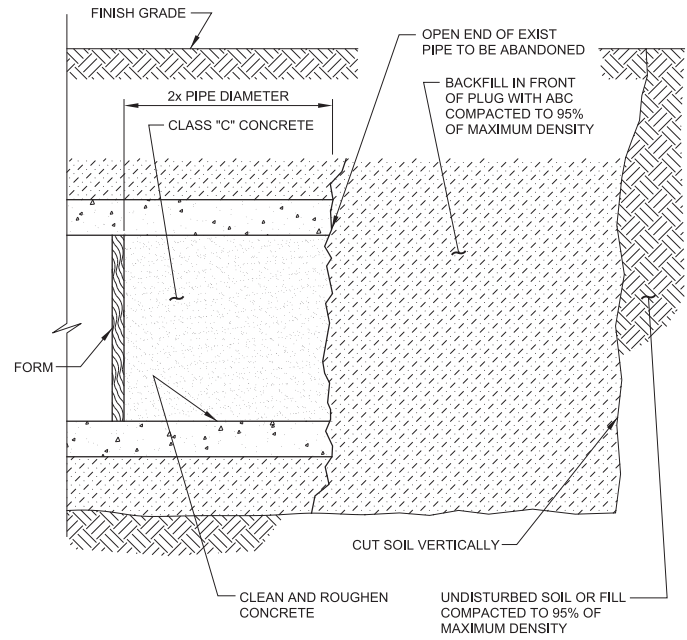 FINISH GRADE
OPEN END OF EXIST
PIPE TO BE ABANDONED
2x PIPE DIAMETER
CLASS "C" CONCRETE
BACKFILL IN FRONT
OF PLUG WITH ABC
COMPACTED TO 95%
OF MAXIMUM DENSITY
FORM
CUT SOIL VERTICALLY
CLEAN AND ROUGHEN
CONCRETE
UNDISTURBED SOIL OR FILL
COMPACTED TO 95% OF
MAXIMUM DENSITY